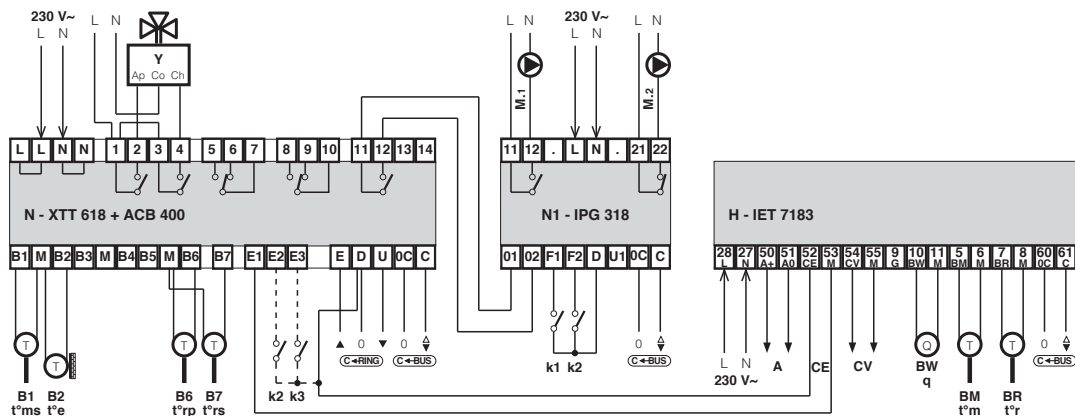 230 V~ L N 230 V~
L N Y L N
Ap Co Ch M.1 M.2
L L N N 1 2 3 4 5 6 7 8 9 10 11 12 13 14
11 12 . L N . 21 22
N - XTT 618 + ACB 400
N1 - IPG 318
H - IET 7183
B1 M B2 B3 M B4 B5 M B6 B7 E1 E2 E3 E D U 0C C
01 02 F1 F2 D U1 0C C
28 27 50 51 52 53 54 55 9 10 11 5 6 7 8 60 61
L N A+ A0 CE M CV M G BW M BM M BR M 0C C
T T T T
0 0 0
C◄RING C◄BUS
C◄BUS
Q T T 0
C◄BUS
k1 k2
L N A CE CV
230 V~
B1 B2 B6 B7 k2 k3
t°ms t°e t°rp t°rs
BW
q
BM BR
t°m t°r